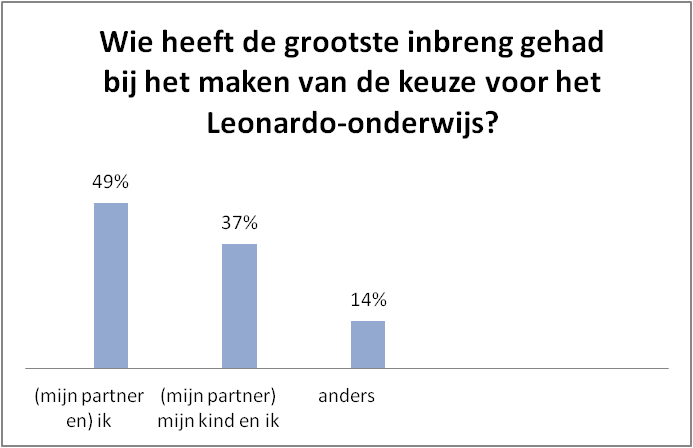 Wie heeft de grootste inbreng gehad
bij het maken van de keuze voor het
Leonardo-onderwijs?
49%
37%
14%
(mijn partner
en) ik
(mijn partner)
mijn kind en ik
anders